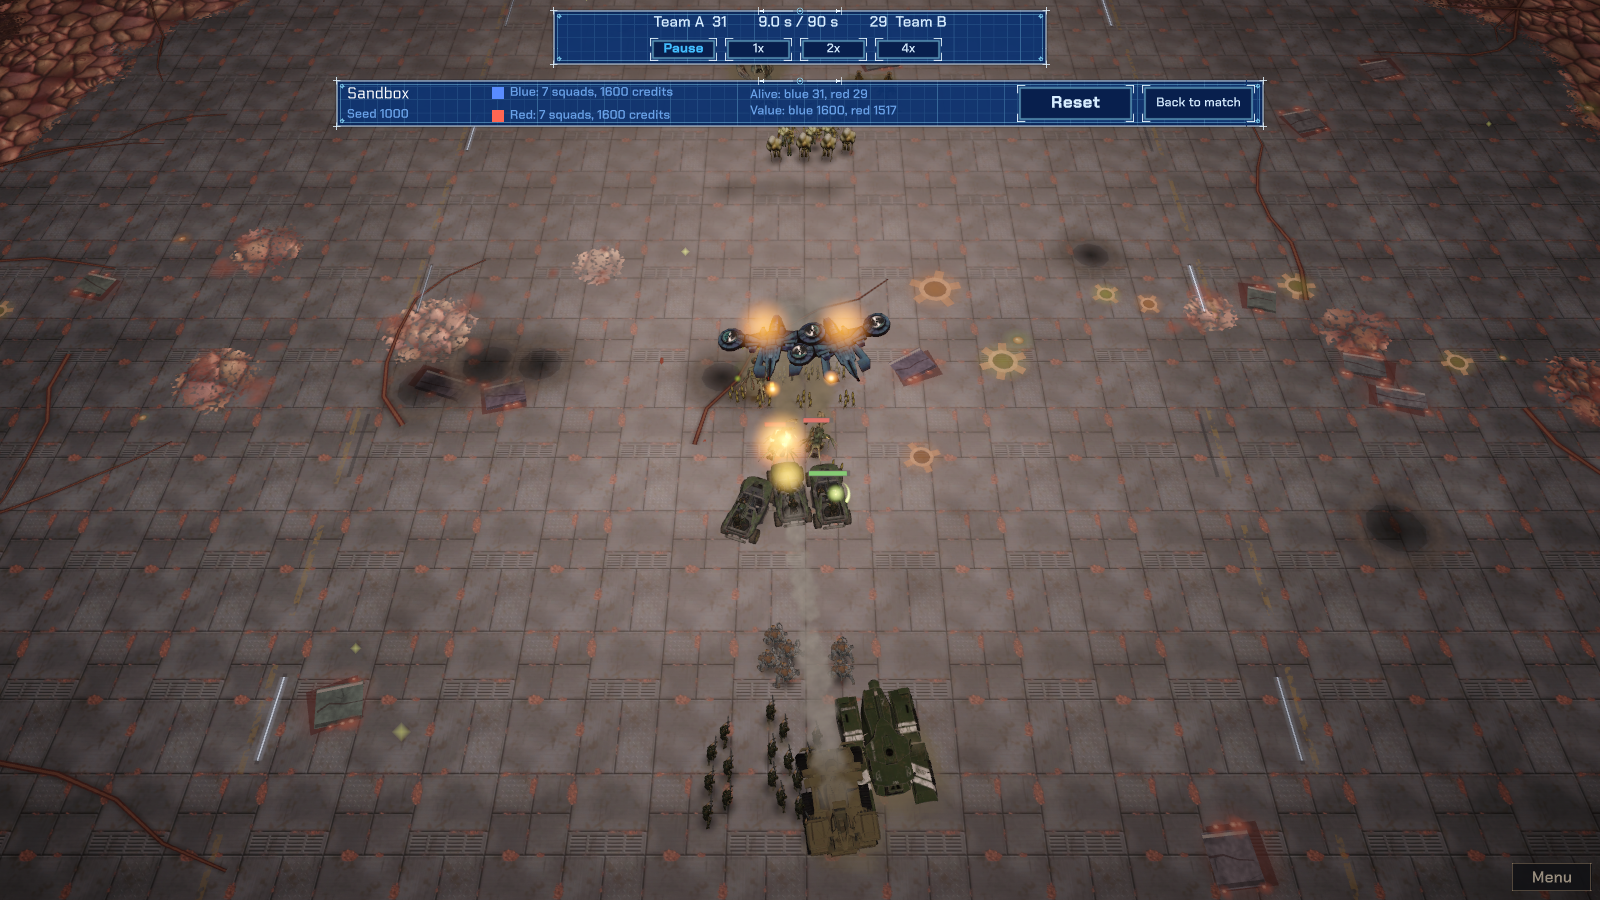 Team A 31 9.0 s / 90 s 29 Team B
Pause 1x 2x 4x
Sandbox
Seed 1000
Blue: 7 squads, 1600 credits
Red: 7 squads, 1600 credits
Alive: blue 31, red 29
Value: blue 1600, red 1517
Reset
Back to match
Menu